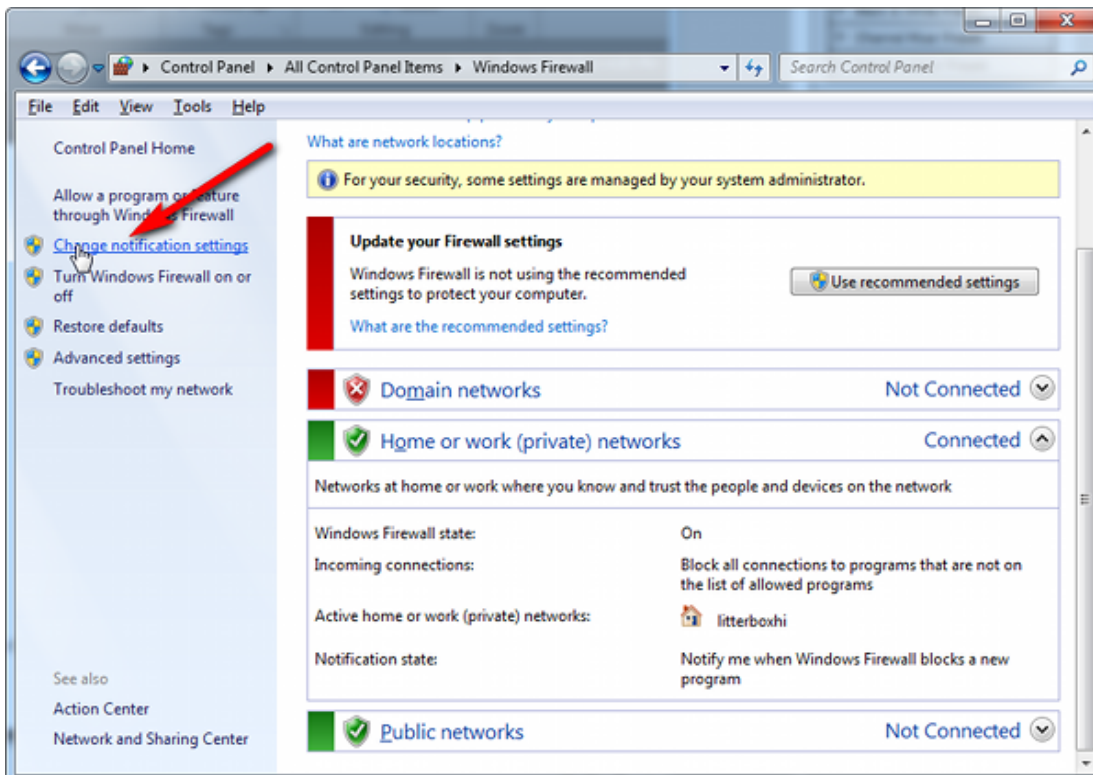 Control Panel ▸ All Control Panel Items ▸ Windows Firewall
Search Control Panel
File Edit View Tools Help
Control Panel Home
Allow a program or feature
through Windows Firewall
Change notification settings
Turn Windows Firewall on or
off
Restore defaults
Advanced settings
Troubleshoot my network
See also
Action Center
Network and Sharing Center
What are network locations?
For your security, some settings are managed by your system administrator.
Update your Firewall settings
Windows Firewall is not using the recommended
settings to protect your computer.
What are the recommended settings?
Use recommended settings
Domain networks Not Connected
Home or work (private) networks Connected
Networks at home or work where you know and trust the people and devices on the network
Windows Firewall state: On
Incoming connections: Block all connections to programs that are not on
the list of allowed programs
Active home or work (private) networks: litterboxhi
Notification state: Notify me when Windows Firewall blocks a new
program
Public networks Not Connected